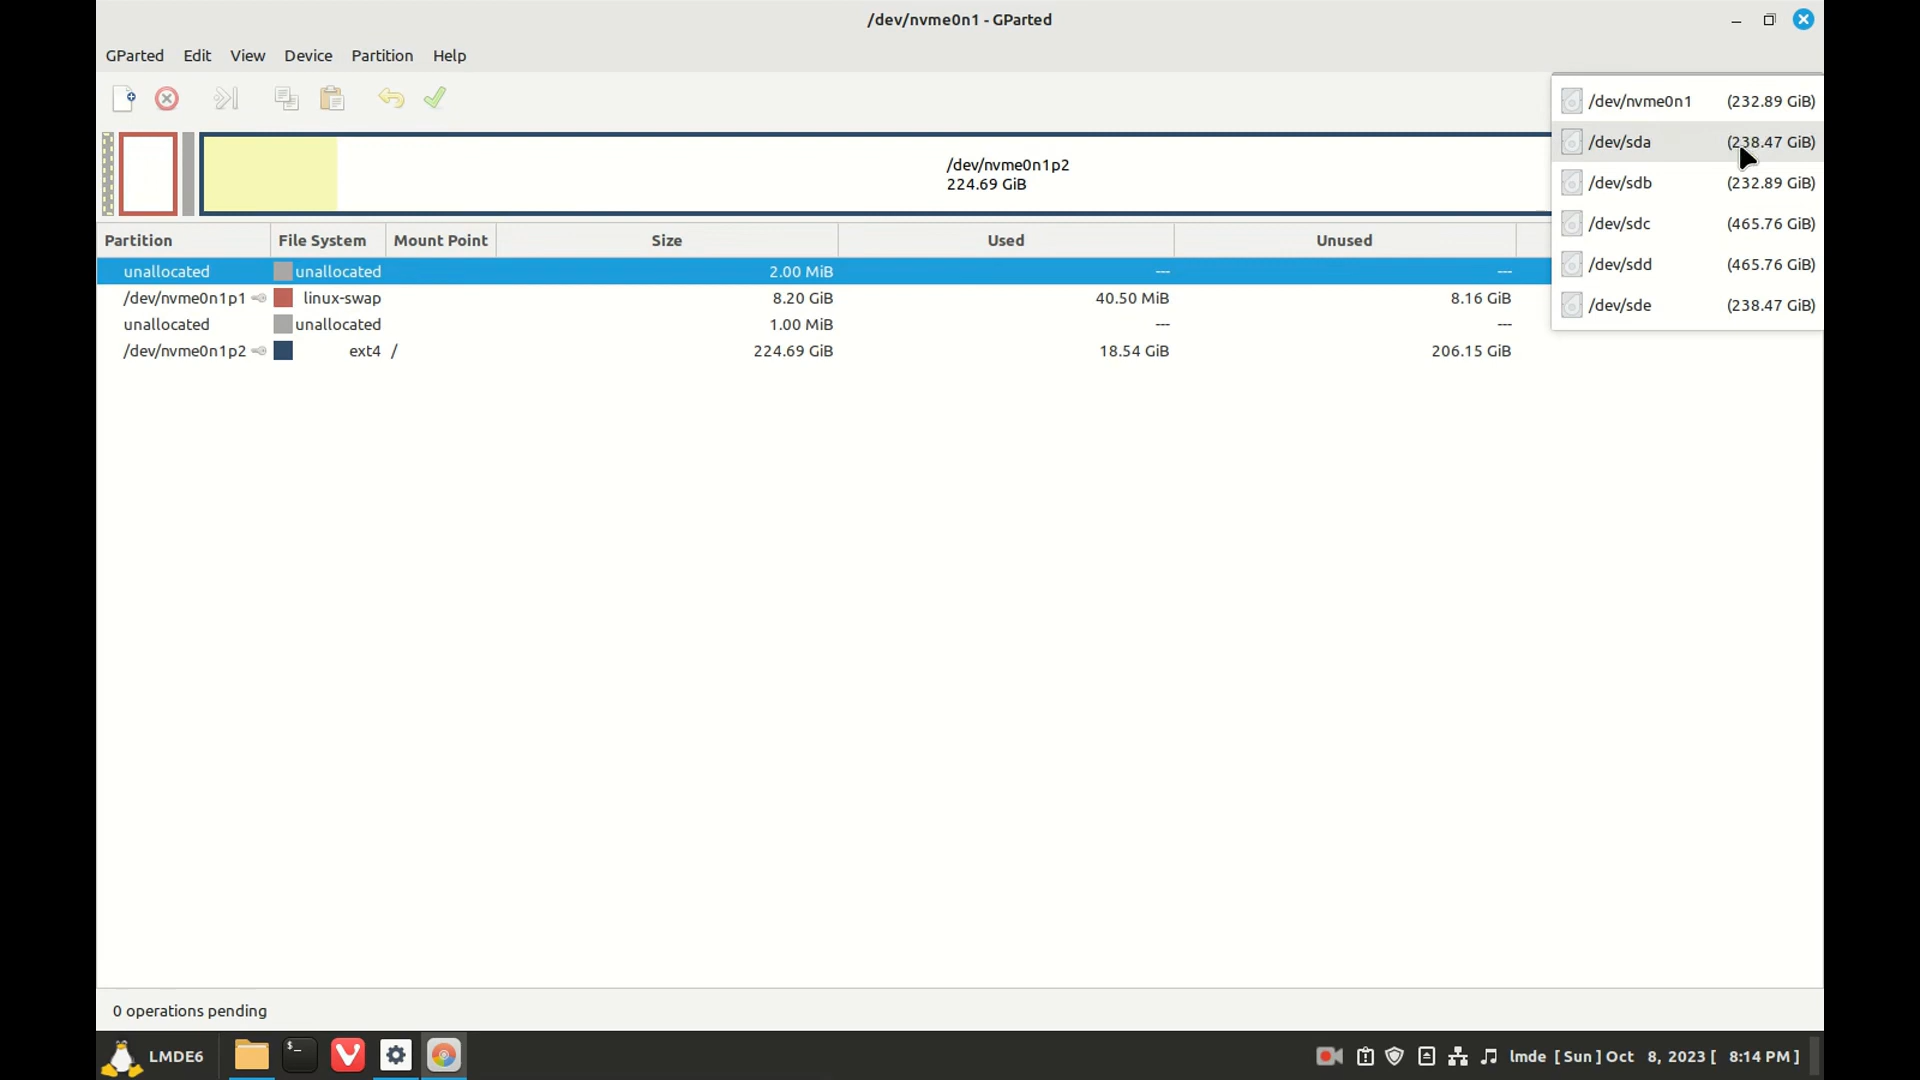 /dev/nvme0n1 - GParted
GParted Edit View Device Partition Help
/dev/nvme0n1 (232.89 GiB)
/dev/sda (238.47 GiB)
/dev/sdb (232.89 GiB)
/dev/sdc (465.76 GiB)
/dev/sdd (465.76 GiB)
/dev/sde (238.47 GiB)
/dev/nvme0n1p2
224.69 GiB
Partition File System Mount Point Size Used Unused
unallocated unallocated 2.00 MiB --- ---
/dev/nvme0n1p1 linux-swap 8.20 GiB 40.50 MiB 8.16 GiB
unallocated unallocated 1.00 MiB --- ---
/dev/nvme0n1p2 ext4 / 224.69 GiB 18.54 GiB 206.15 GiB
0 operations pending
LMDE6 $_ lmde [ Sun ] Oct 8, 2023 [ 8:14 PM ]